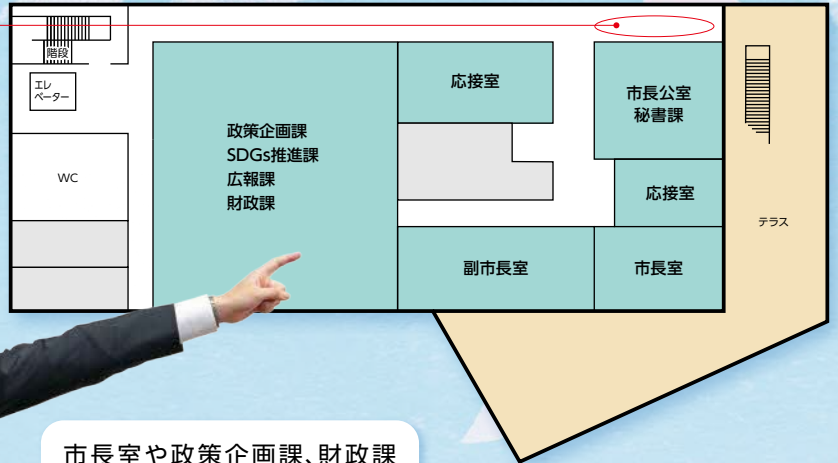 階段
エレ
ベーター
WC
政策企画課
SDGs推進課
広報課
財政課
応接室
市長公室
秘書課
応接室
副市長室
市長室
テラス
市長室や政策企画課、財政課